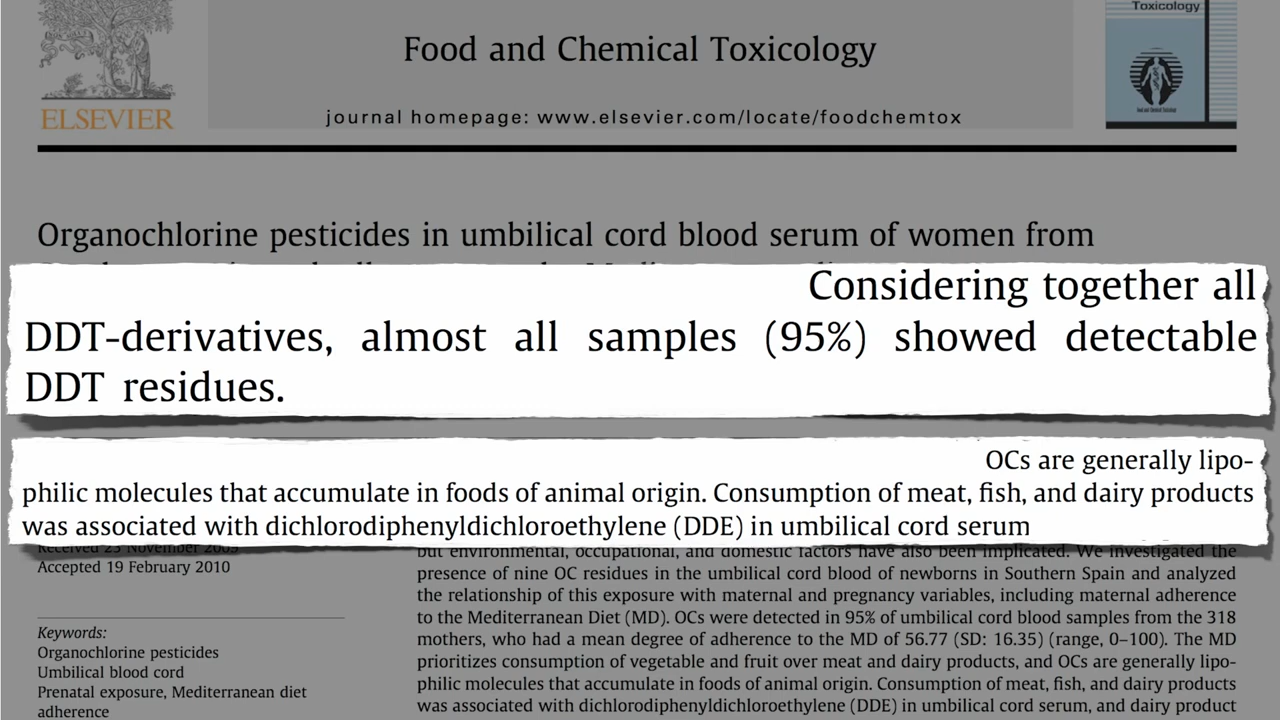 Toxicology
Food and Chemical Toxicology
ELSEVIER
journal homepage: www.elsevier.com/locate/foodchemtox
Organochlorine pesticides in umbilical cord blood serum of women from
Considering together all
DDT-derivatives, almost all samples (95%) showed detectable
DDT residues.
OCs are generally lipo-
philic molecules that accumulate in foods of animal origin. Consumption of meat, fish, and dairy products
was associated with dichlorodiphenyldichloroethylene (DDE) in umbilical cord serum
Accepted 19 February 2010
Keywords:
Organochlorine pesticides
Umbilical blood cord
Prenatal exposure, Mediterranean diet
adherence
but environmental, occupational, and domestic factors have also been implicated. We investigated the
presence of nine OC residues in the umbilical cord blood of newborns in Southern Spain and analyzed
the relationship of this exposure with maternal and pregnancy variables, including maternal adherence
to the Mediterranean Diet (MD). OCs were detected in 95% of umbilical cord blood samples from the 318
mothers, who had a mean degree of adherence to the MD of 56.77 (SD: 16.35) (range, 0–100). The MD
prioritizes consumption of vegetable and fruit over meat and dairy products, and OCs are generally lipo-
philic molecules that accumulate in foods of animal origin. Consumption of meat, fish, and dairy products
was associated with dichlorodiphenyldichloroethylene (DDE) in umbilical cord serum, and dairy product